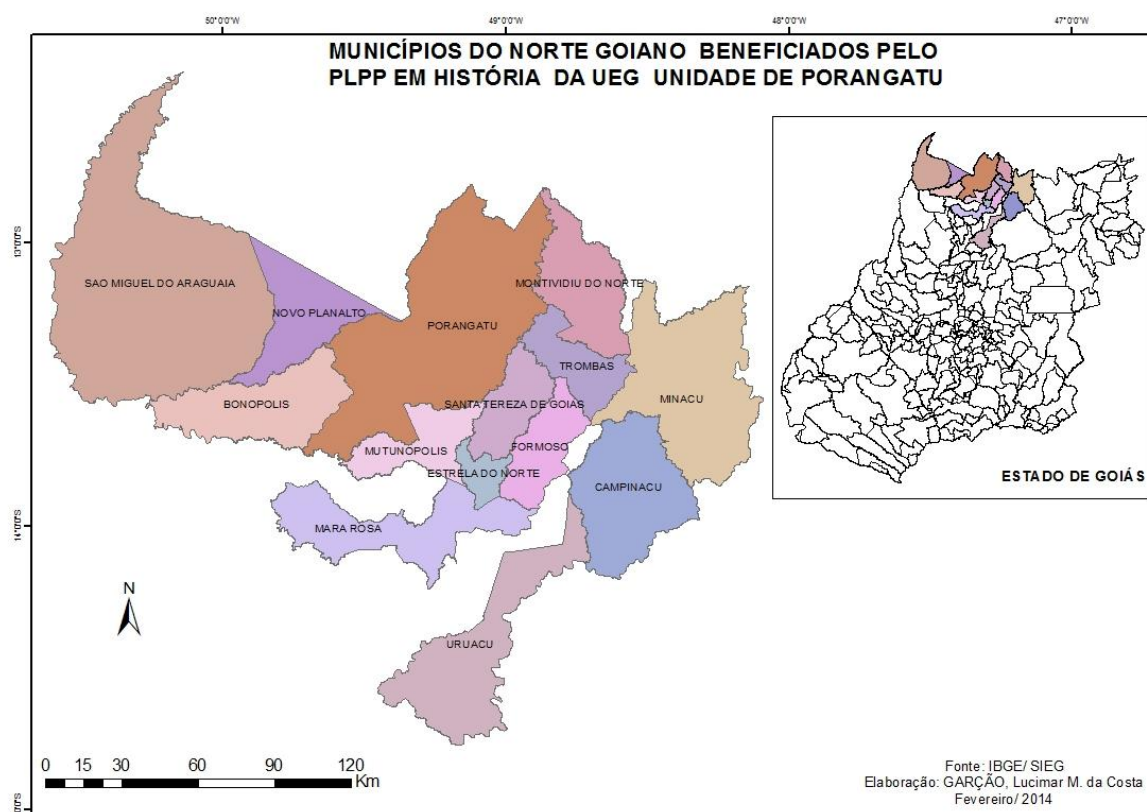 50°0'0"W
49°0'0"W
48°0'0"W
47°0'0"W
MUNICÍPIOS DO NORTE GOIANO BENEFICIADOS PELO
PLPP EM HISTÓRIA DA UEG UNIDADE DE PORANGATU
13°0'0"S
SAO MIGUEL DO ARAGUAIA
NOVO PLANALTO
MONTIVIDIU DO NORTE
PORANGATU
TROMBAS
BONOPOLIS
SANTA TEREZA DE GOIAS
MINACU
MUTUNOPOLIS
FORMOSO
ESTRELA DO NORTE
ESTADO DE GOIÁS
CAMPINACU
14°0'0"S
MARA ROSA
N
URUACU
0 15 30 60 90 120
Km
Fonte: IBGE/ SIEG
Elaboração: GARÇÃO, Lucimar M. da Costa
Fevereiro/ 2014